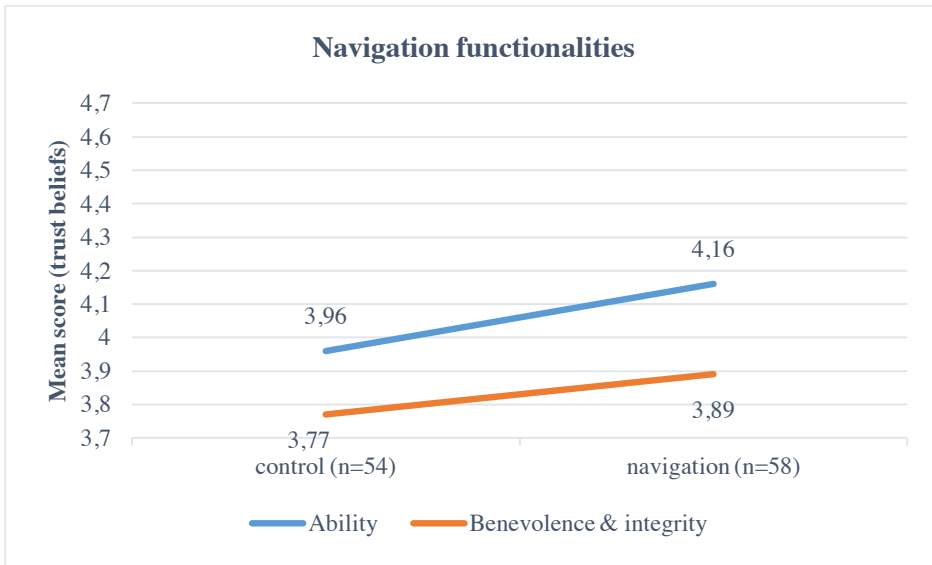 Navigation functionalities
Mean score (trust beliefs)
4,7
4,6
4,5
4,4
4,3
4,2
4,1
4
3,9
3,8
3,7
3,96
4,16
3,77
3,89
control (n=54)
navigation (n=58)
Ability
Benevolence & integrity